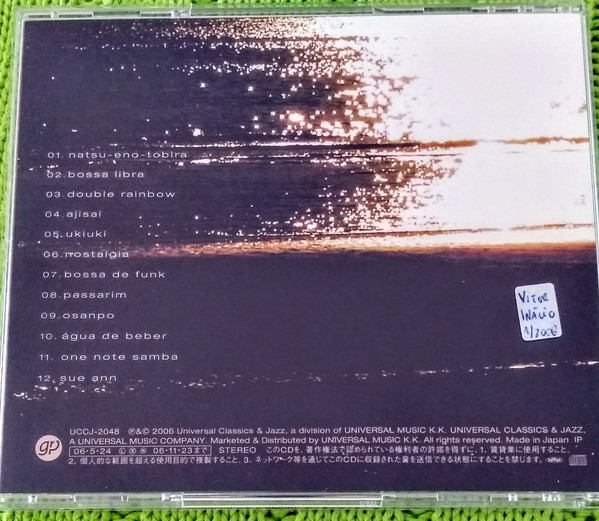 01. natsu-eno-tobira
02. bossa libra
03. double rainbow
04 ajisai
05. ukiuki
06. nostalgia
07. bossa de funk
08. passarim
09. osanpo
10. água de beber
11. one note samba
12. sue ann
VITOR
INÁCIO
UCCJ-2048 ℗&© 2006 Universal Classics & Jazz, a division of UNIVERSAL MUSIC K.K. UNIVERSAL CLASSICS & JAZZ,
A UNIVERSAL MUSIC COMPANY. Marketed & Distributed by UNIVERSAL MUSIC K.K. All rights reserved. Made in Japan IP
gp 06・5・24 Ⓛ Ⓧ Ⓐ 06・11・23まで STEREO このCDを、著作権法で認められている権利者の許諾を得ずに、1. 賃貸業に使用すること、
2. 個人的な範囲を超える使用目的で複製すること、3. ネットワーク等を通じてこのCDに収録された音を送信できる状態にすることを禁じます。